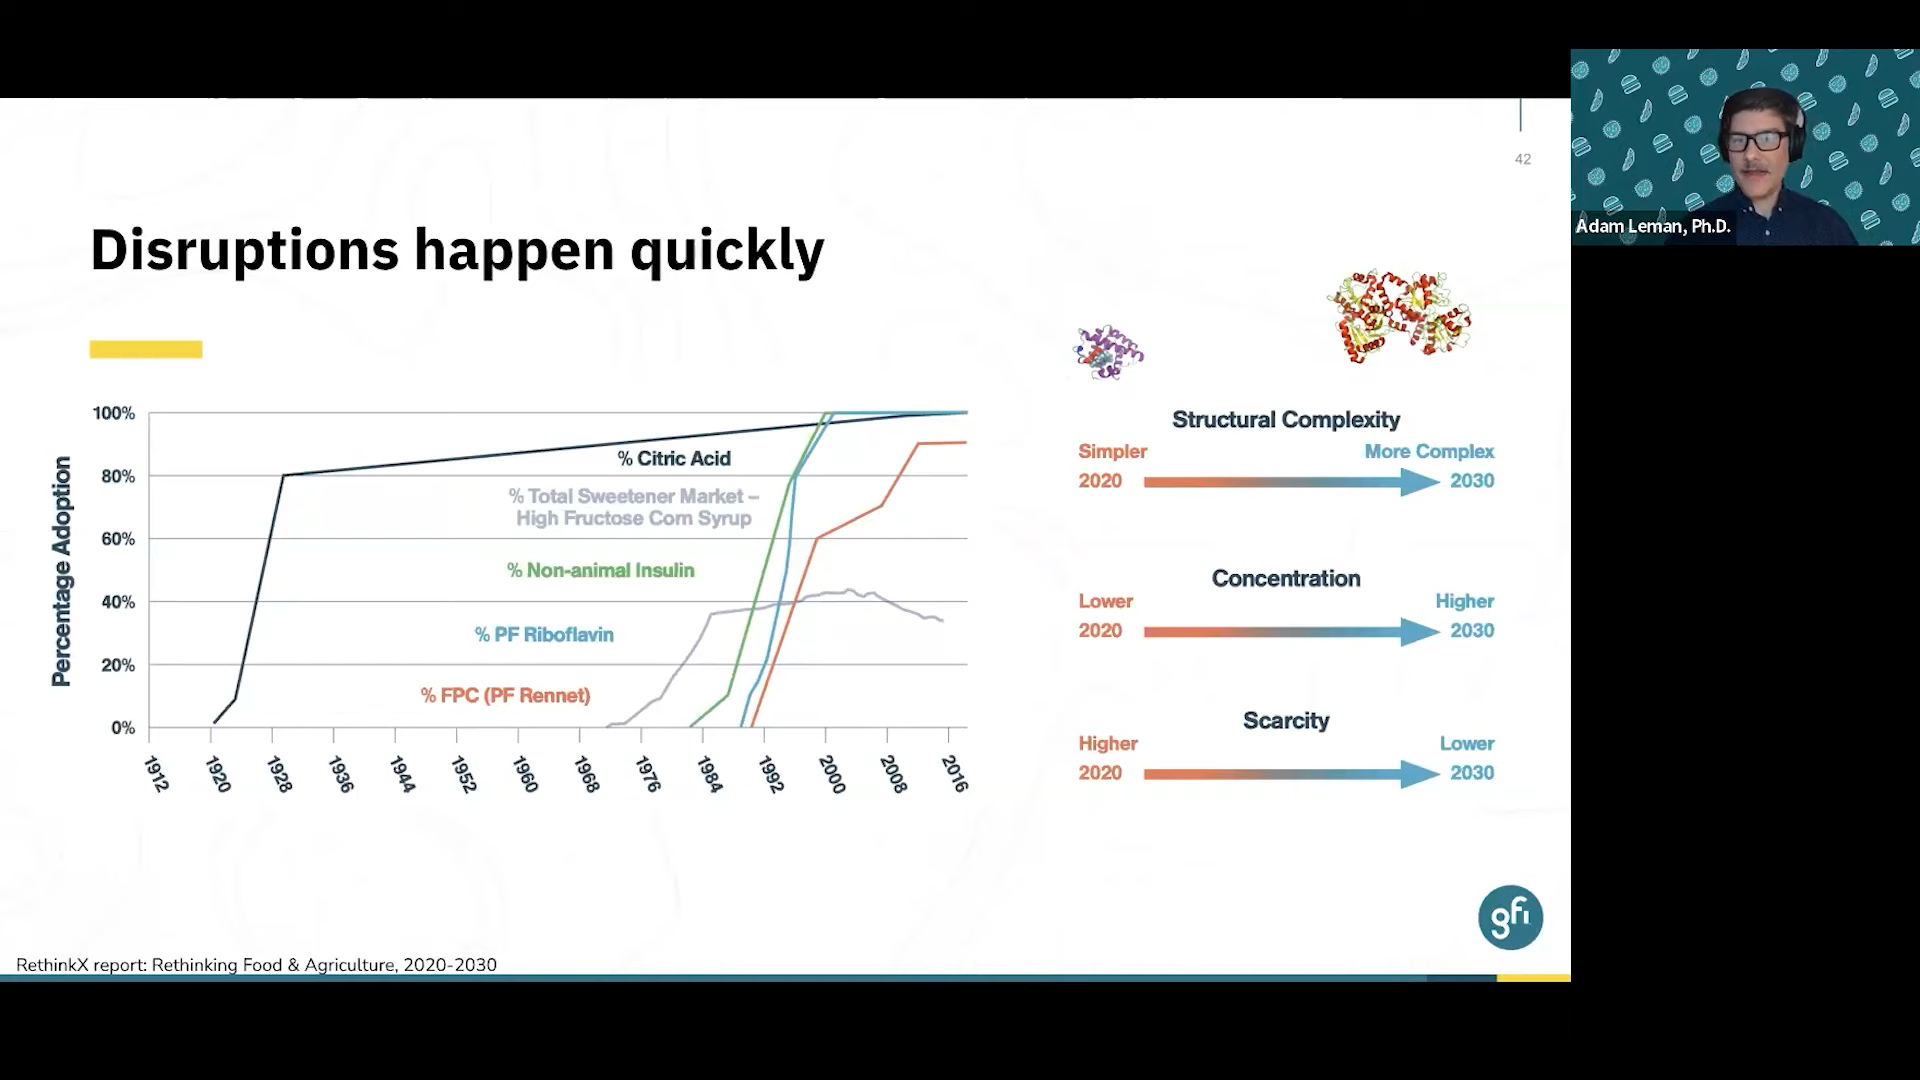 42
Adam Leman, Ph.D.
Disruptions happen quickly
Percentage Adoption
100%
80%
60%
40%
20%
0%
% Citric Acid
% Total Sweetener Market –
High Fructose Corn Syrup
% Non-animal Insulin
% PF Riboflavin
% FPC (PF Rennet)
1912
1920
1928
1936
1944
1952
1960
1968
1976
1984
1992
2000
2008
2016
Structural Complexity
Simpler
More Complex
2020
2030
Concentration
Lower
Higher
2020
2030
Scarcity
Higher
Lower
2020
2030
gfi
RethinkX report: Rethinking Food & Agriculture, 2020-2030